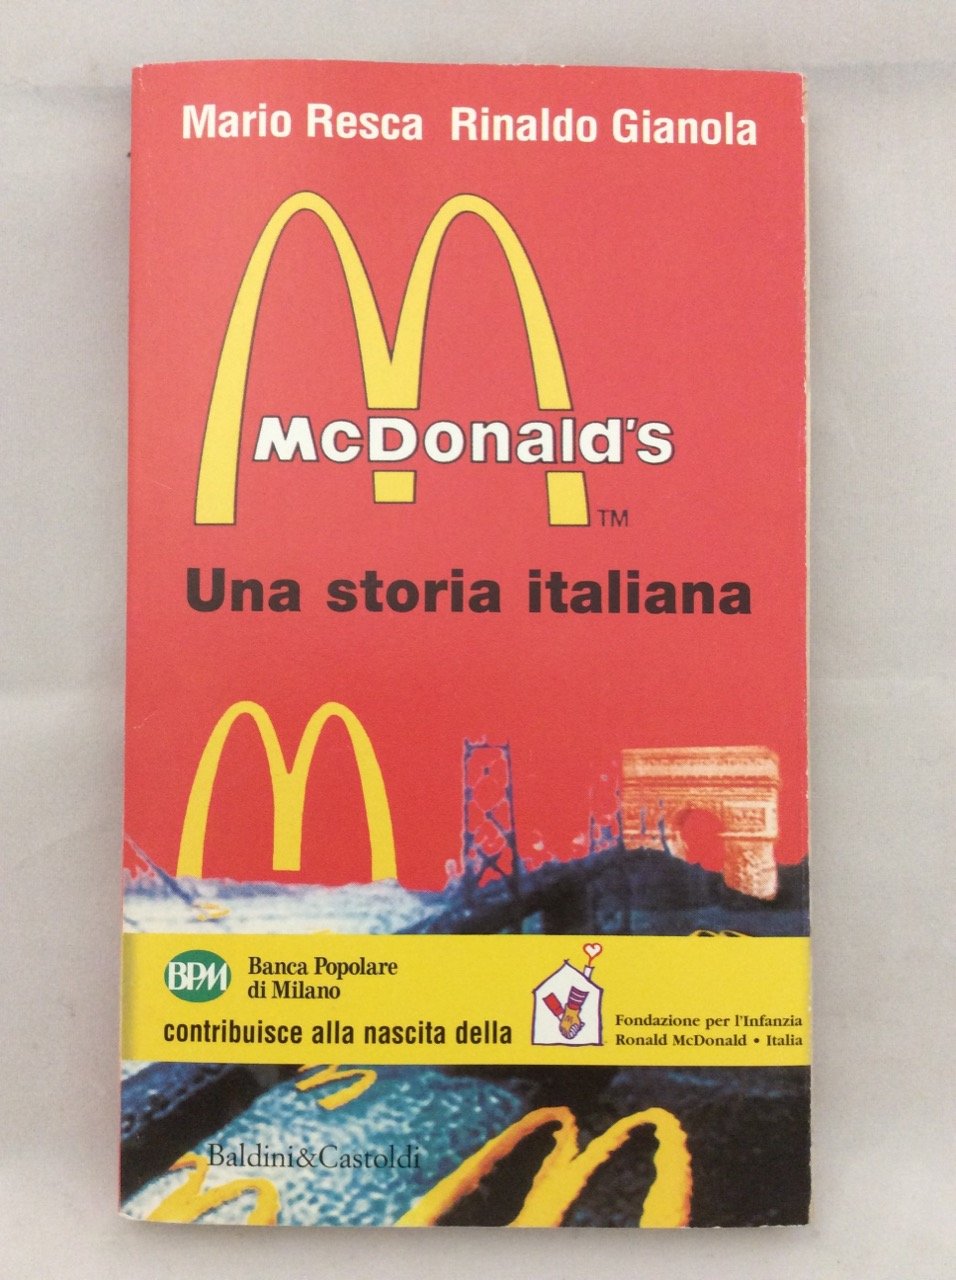 Mario Resca Rinaldo Gianola
McDonald's
TM
Una storia italiana
BPM
Banca Popolare
di Milano
contribuisce alla nascita della
Fondazione per l'Infanzia
Ronald McDonald • Italia
Baldini&Castoldi